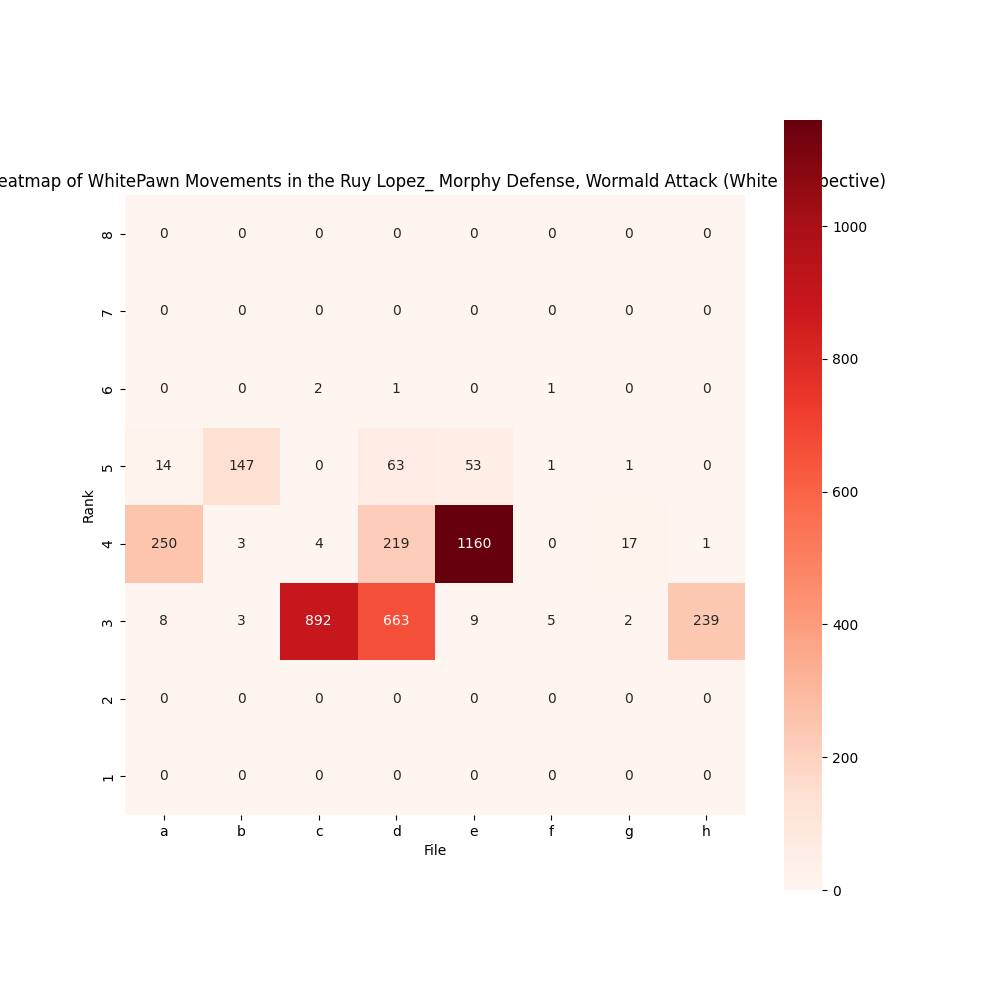 eatmap of WhitePawn Movements in the Ruy Lopez_ Morphy Defense, Wormald Attack (White pective)
1000
800
600
400
200
0
8 0 0 0 0 0 0 0 0
7 0 0 0 0 0 0 0 0
6 0 0 2 1 0 1 0 0
5 14 147 0 63 53 1 1 0
Rank
4 250 3 4 219 1160 0 17 1
3 8 3 892 663 9 5 2 239
2 0 0 0 0 0 0 0 0
1 0 0 0 0 0 0 0 0
a b c d e f g h
File